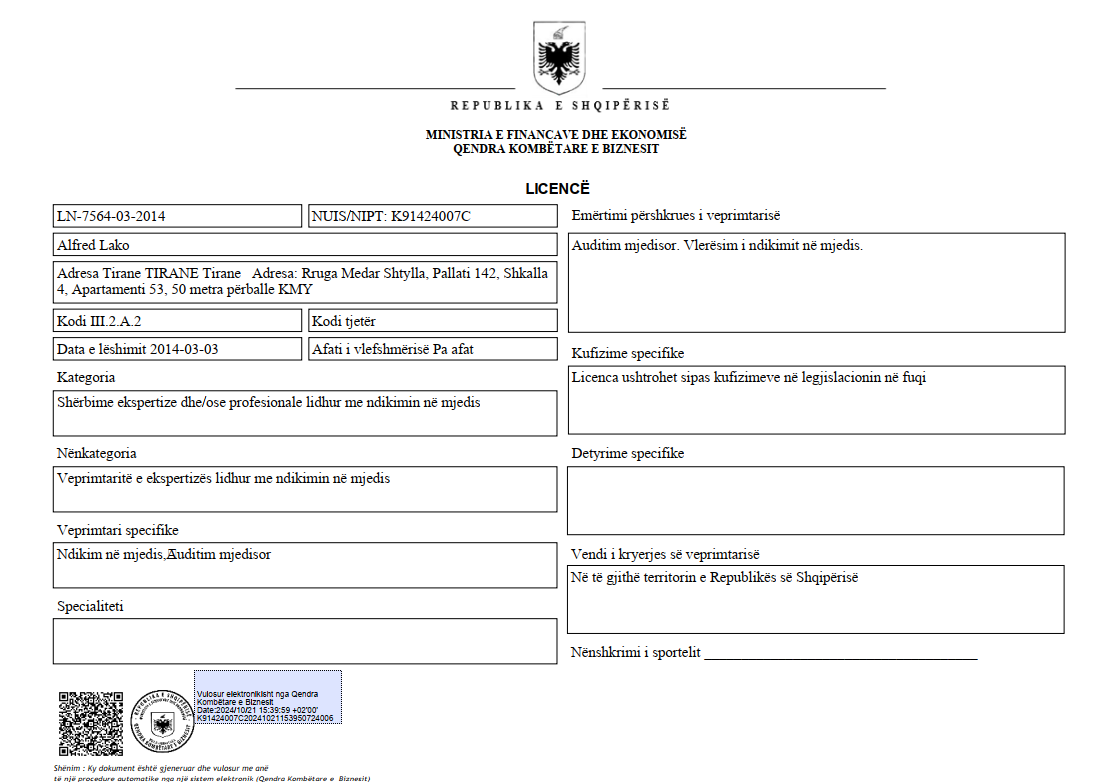 REPUBLIKA E SHQIPËRISË
MINISTRIA E FINANCAVE DHE EKONOMISË
QENDRA KOMBËTARE E BIZNESIT
LICENCË
LN-7564-03-2014
NUIS/NIPT: K91424007C
Alfred Lako
Adresa Tirane TIRANE Tirane Adresa: Rruga Medar Shtylla, Pallati 142, Shkalla
4, Apartamenti 53, 50 metra përballe KMY
Kodi III.2.A.2
Kodi tjetër
Data e lëshimit 2014-03-03
Afati i vlefshmërisë Pa afat
Kategoria
Shërbime ekspertize dhe/ose profesionale lidhur me ndikimin në mjedis
Nënkategoria
Veprimtaritë e ekspertizës lidhur me ndikimin në mjedis
Veprimtari specifike
Ndikim në mjedis,Auditim mjedisor
Specialiteti
Emërtimi përshkrues i veprimtarisë
Auditim mjedisor. Vlerësim i ndikimit në mjedis.
Kufizime specifike
Licenca ushtrohet sipas kufizimeve në legjislacionin në fuqi
Detyrime specifike
Vendi i kryerjes së veprimtarisë
Në të gjithë territorin e Republikës së Shqipërisë
Nënshkrimi i sportelit
REPUBLIKA E SHQIPËRISË
QENDRA KOMBËTARE E BIZNESIT
Vulosur elektronikisht nga Qendra
Kombëtare e Biznesit
Date:2024/10/21 15:39:59 +02'00'
K91424007C20241021153950724006
Shënim : Ky dokument është gjeneruar dhe vulosur me anë
të një procedure automatike nga një sistem elektronik (Qendra Kombëtare e Biznesit)